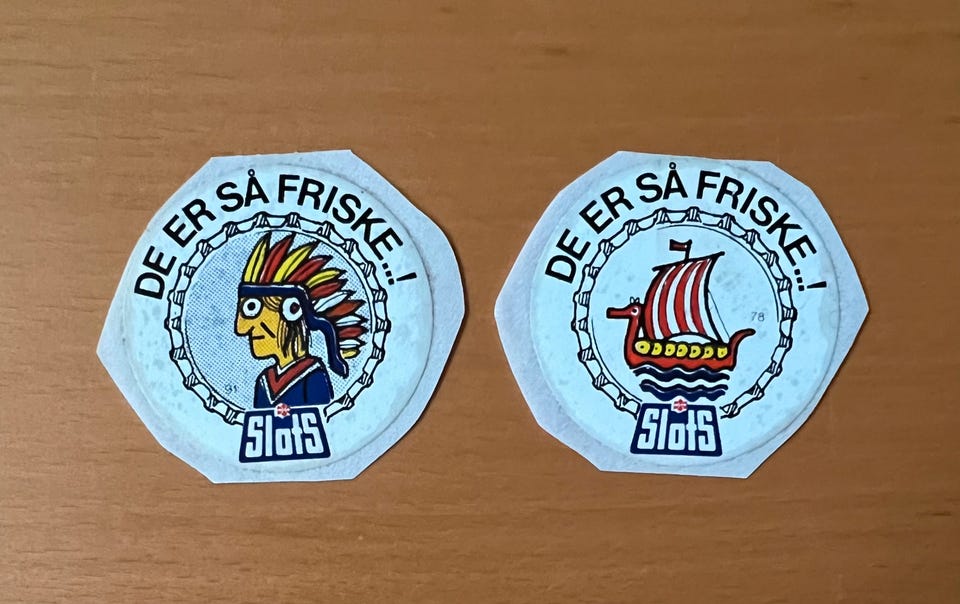 DE ER SÅ FRISKE...!
91
Slots
DE ER SÅ FRISKE...!
78
Slots